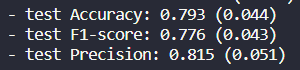 - test Accuracy: 0.793 (0.044)
- test F1-score: 0.776 (0.043)
- test Precision: 0.815 (0.051)